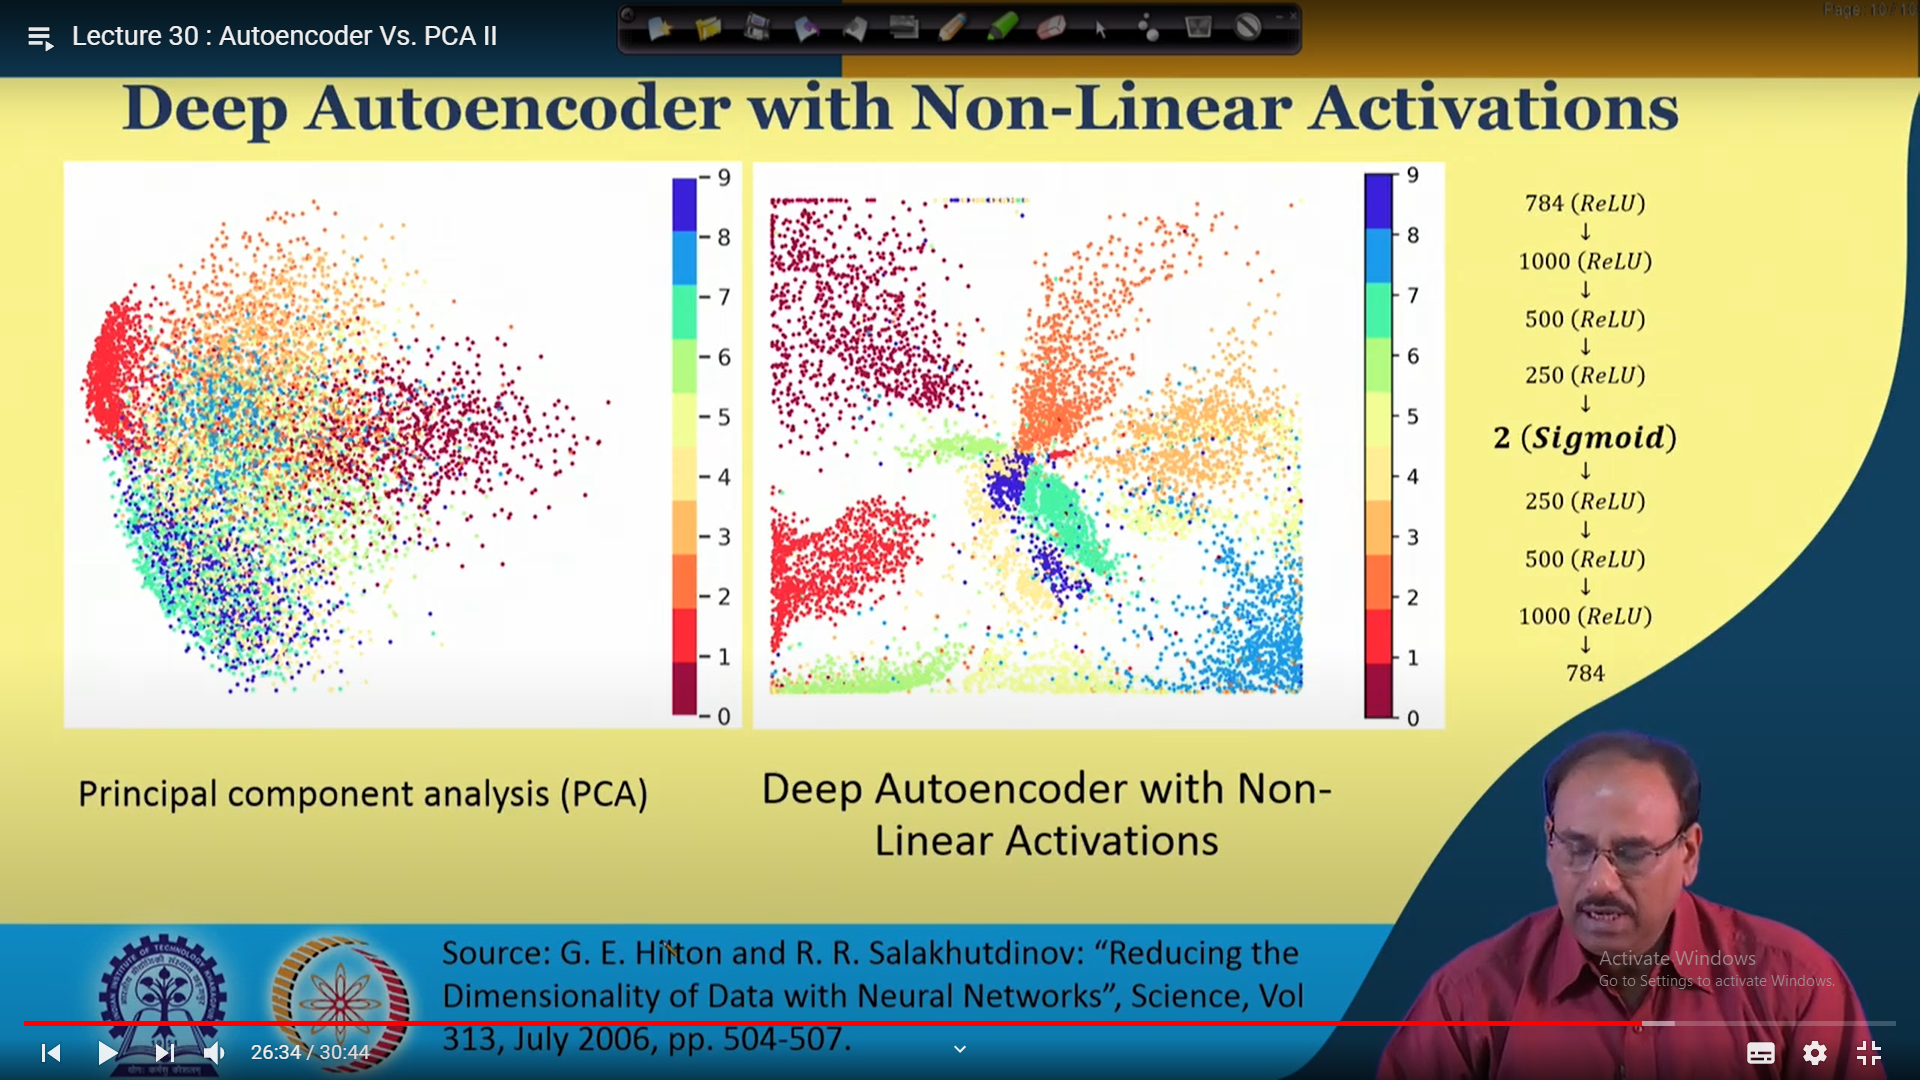 Page: 10/10
Lecture 30 : Autoencoder Vs. PCA II
Deep Autoencoder with Non-Linear Activations
9
8
7
6
5
4
3
2
1
0
9
8
7
6
5
4
3
2
1
0
784 (ReLU)
↓
1000 (ReLU)
↓
500 (ReLU)
↓
250 (ReLU)
↓
2 (Sigmoid)
↓
250 (ReLU)
↓
500 (ReLU)
↓
1000 (ReLU)
↓
784
Principal component analysis (PCA)
Deep Autoencoder with Non-
Linear Activations
Source: G. E. Hilton and R. R. Salakhutdinov: “Reducing the
Dimensionality of Data with Neural Networks”, Science, Vol
313, July 2006, pp. 504-507.
Activate Windows
Go to Settings to activate Windows.
26:34 / 30:44